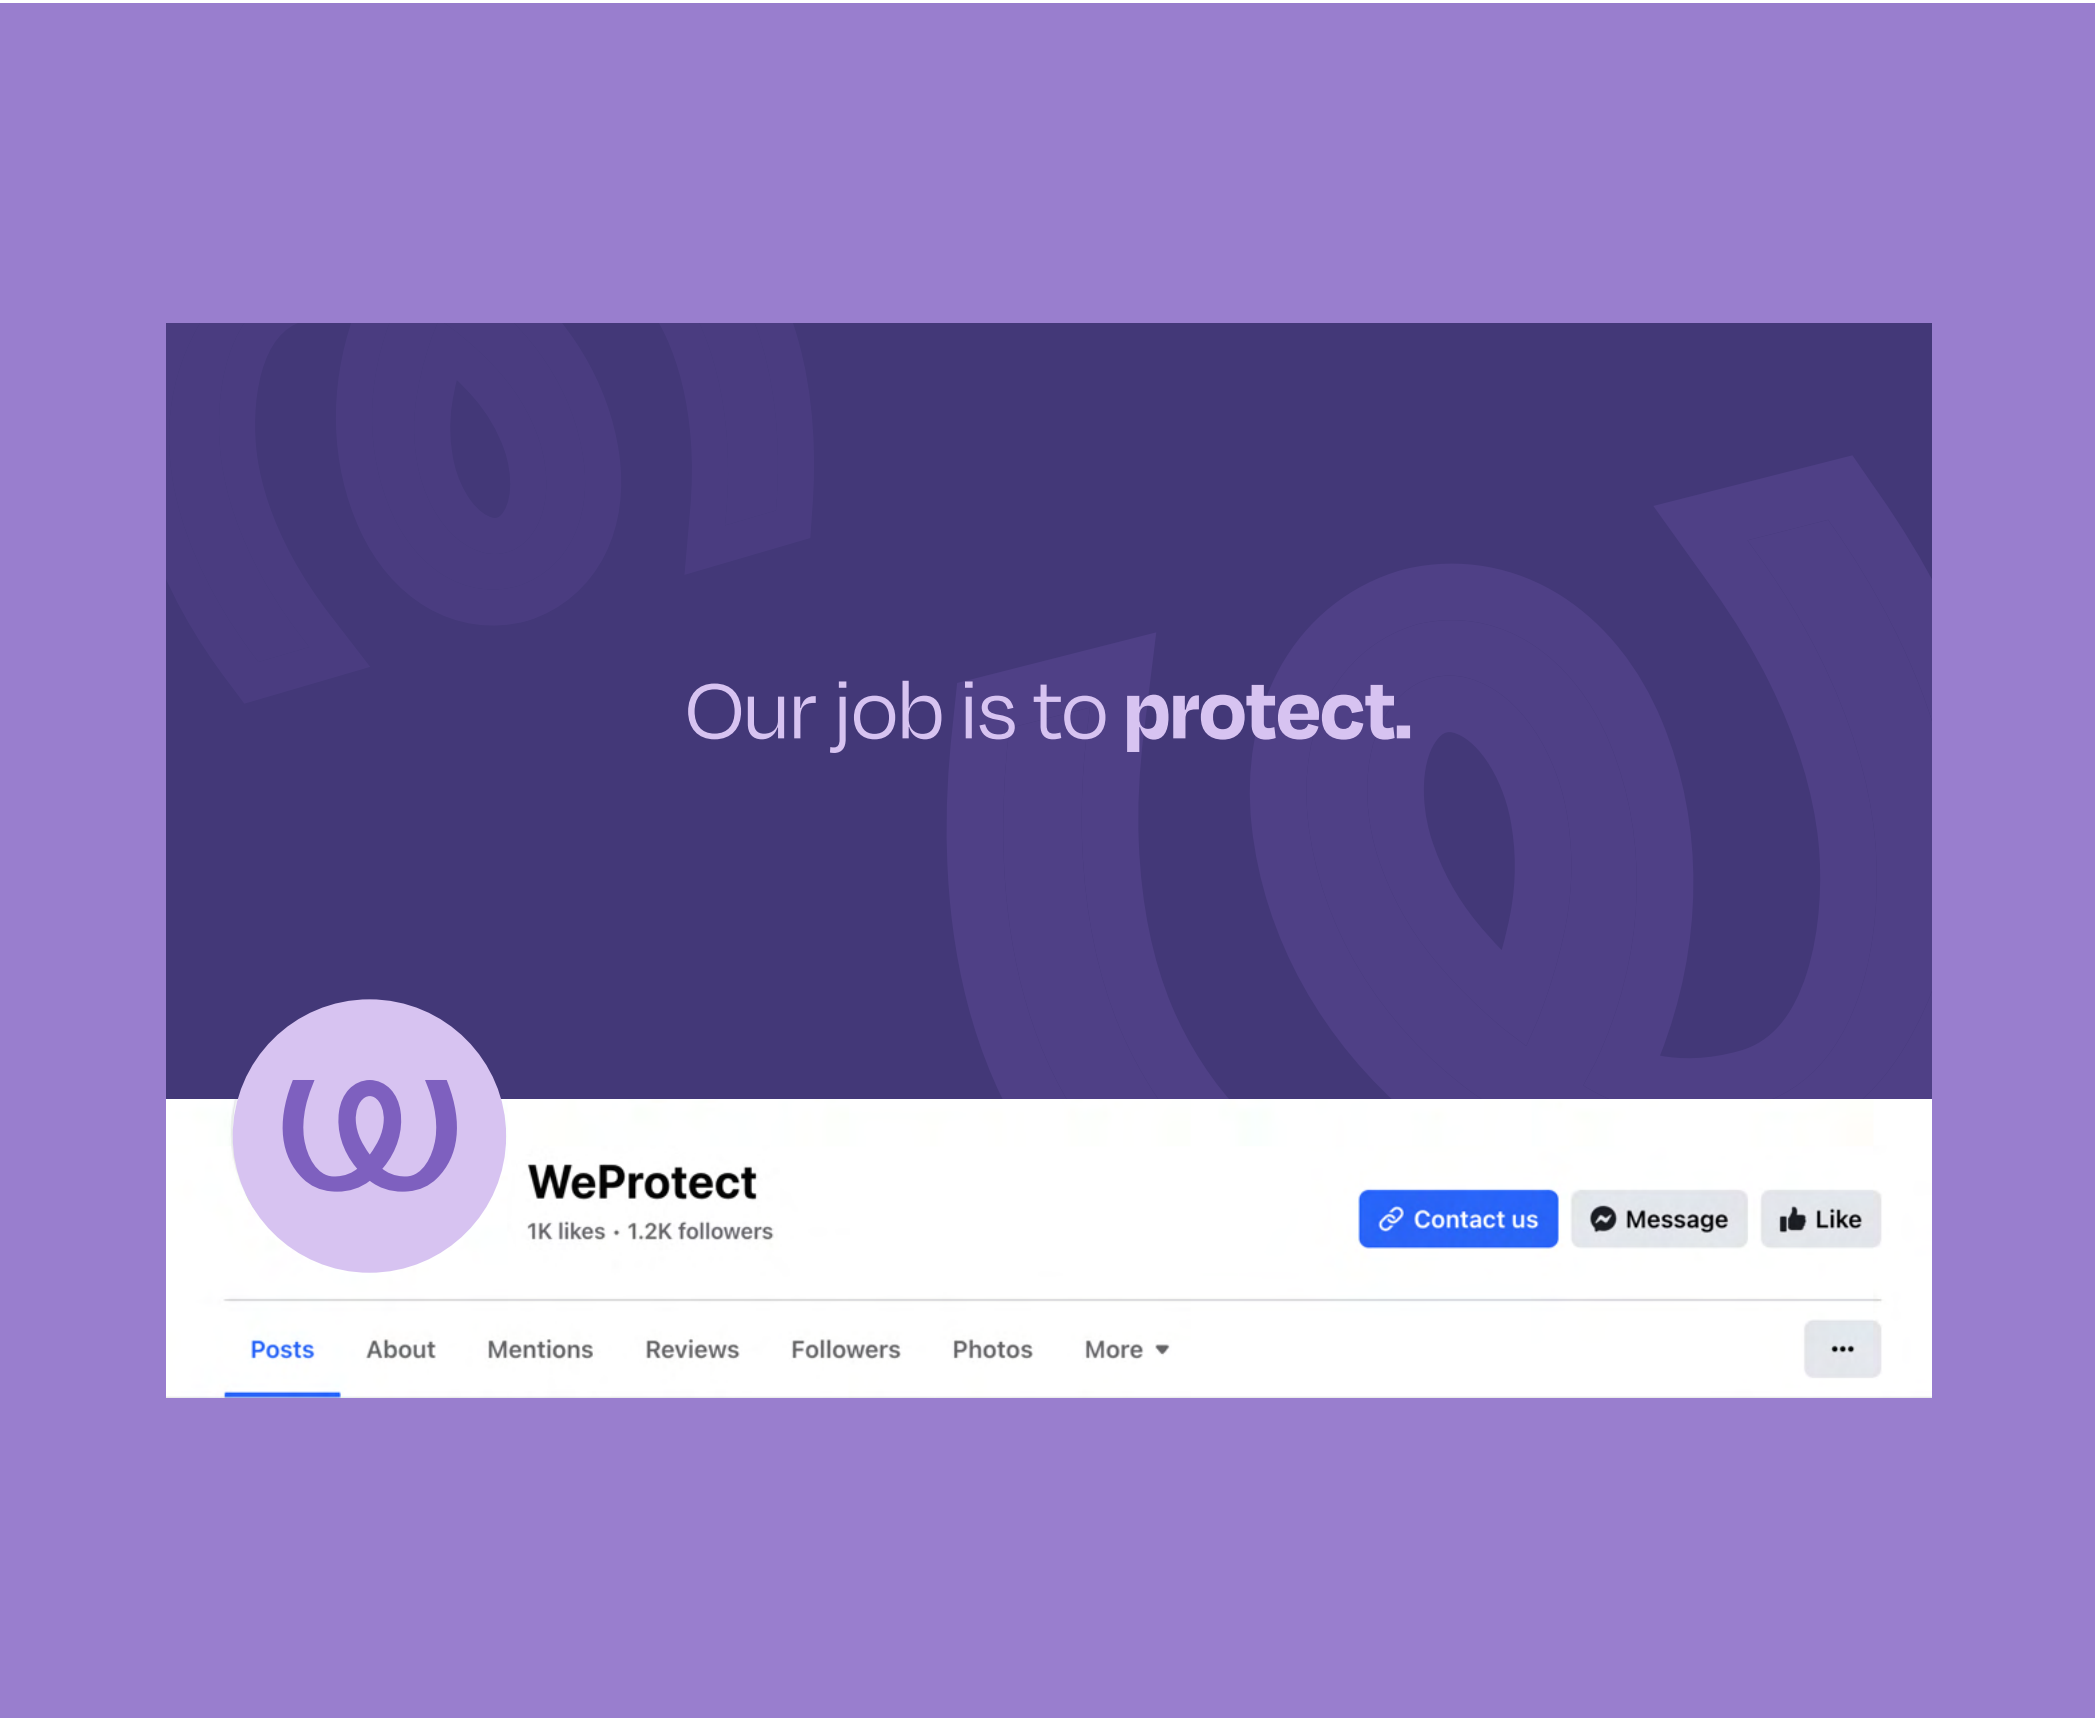 Our job is to protect.
WeProtect
1K likes · 1.2K followers
Contact us
Message
Like
Posts About Mentions Reviews Followers Photos More